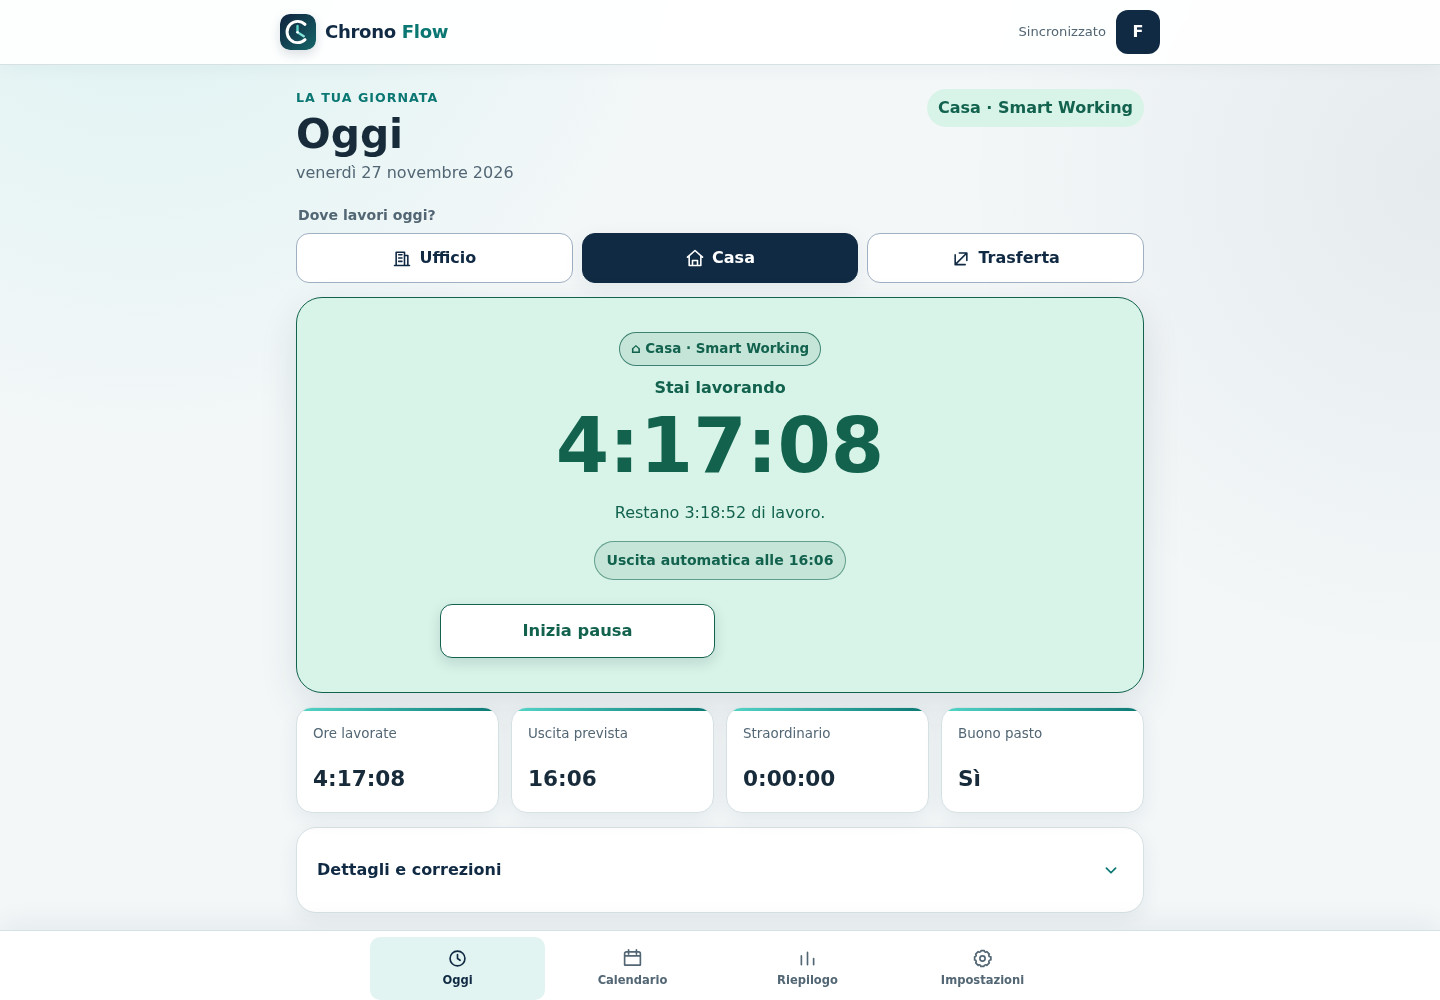 Chrono Flow
Sincronizzato
F
LA TUA GIORNATA
Oggi
venerdì 27 novembre 2026
Casa · Smart Working
Dove lavori oggi?
Ufficio
Casa
Trasferta
⌂ Casa · Smart Working
Stai lavorando
4:17:08
Restano 3:18:52 di lavoro.
Uscita automatica alle 16:06
Inizia pausa
Ore lavorate
4:17:08
Uscita prevista
16:06
Straordinario
0:00:00
Buono pasto
Sì
Dettagli e correzioni
Oggi
Calendario
Riepilogo
Impostazioni